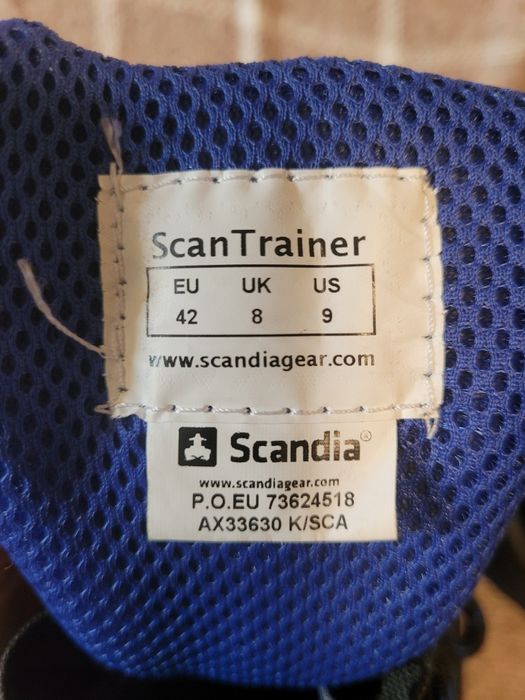 ScanTrainer
EU UK US
42 8 9
www.scandiagear.com
Scandia®
www.scandiagear.com
P.O.EU 73624518
AX33630 K/SCA